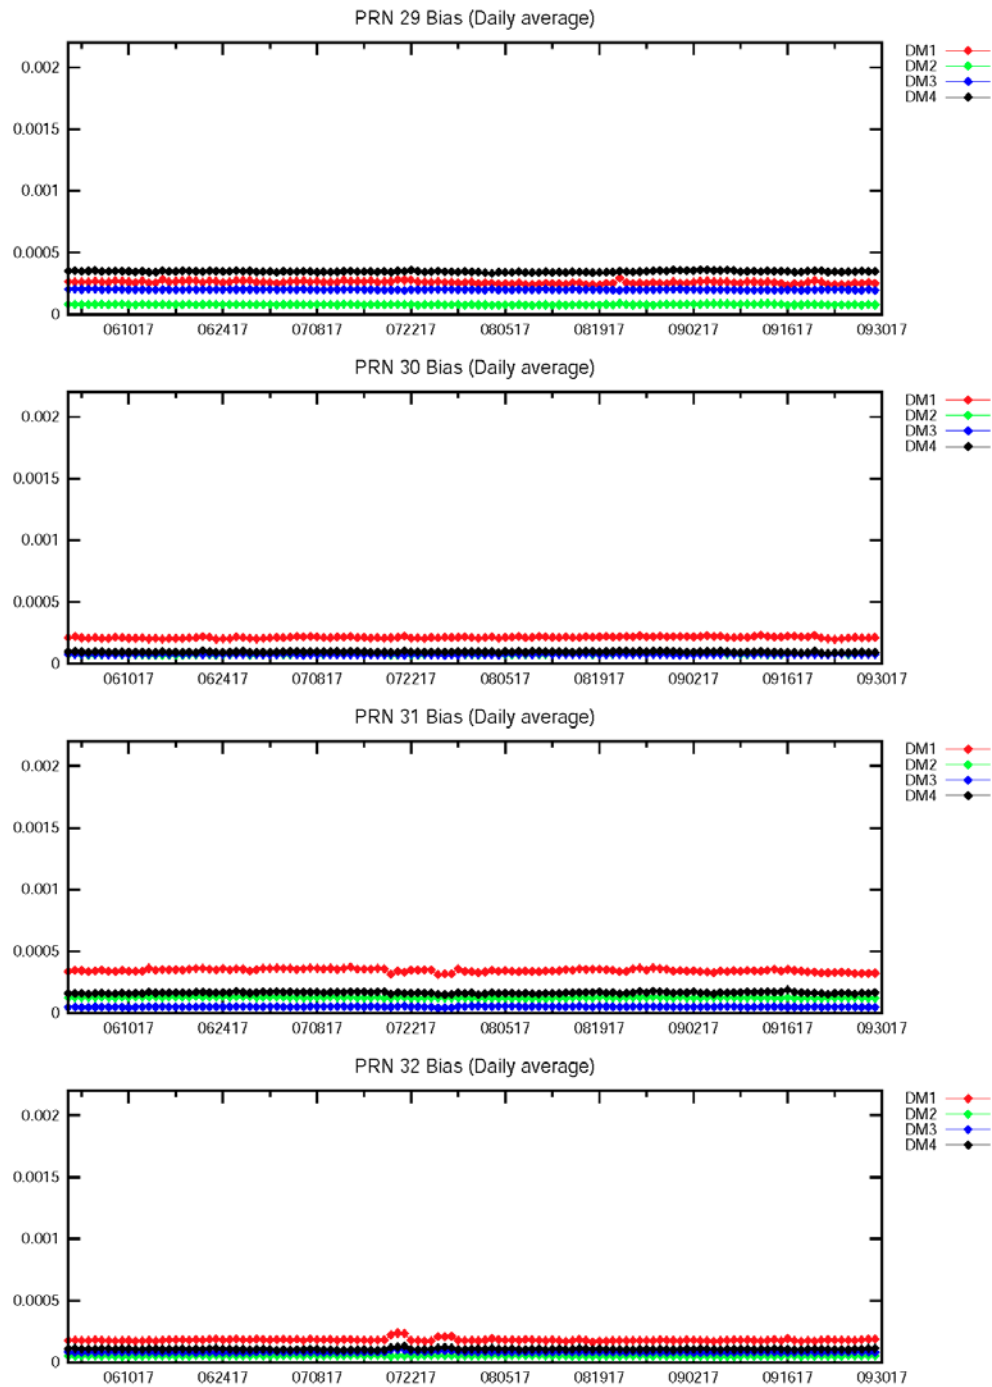 PRN 29 Bias (Daily average)
DM1
DM2
DM3
DM4
0.002
0.0015
0.001
0.0005
0
061017 062417 070817 072217 080517 081917 090217 091617 093017
PRN 30 Bias (Daily average)
DM1
DM2
DM3
DM4
0.002
0.0015
0.001
0.0005
0
061017 062417 070817 072217 080517 081917 090217 091617 093017
PRN 31 Bias (Daily average)
DM1
DM2
DM3
DM4
0.002
0.0015
0.001
0.0005
0
061017 062417 070817 072217 080517 081917 090217 091617 093017
PRN 32 Bias (Daily average)
DM1
DM2
DM3
DM4
0.002
0.0015
0.001
0.0005
0
061017 062417 070817 072217 080517 081917 090217 091617 093017